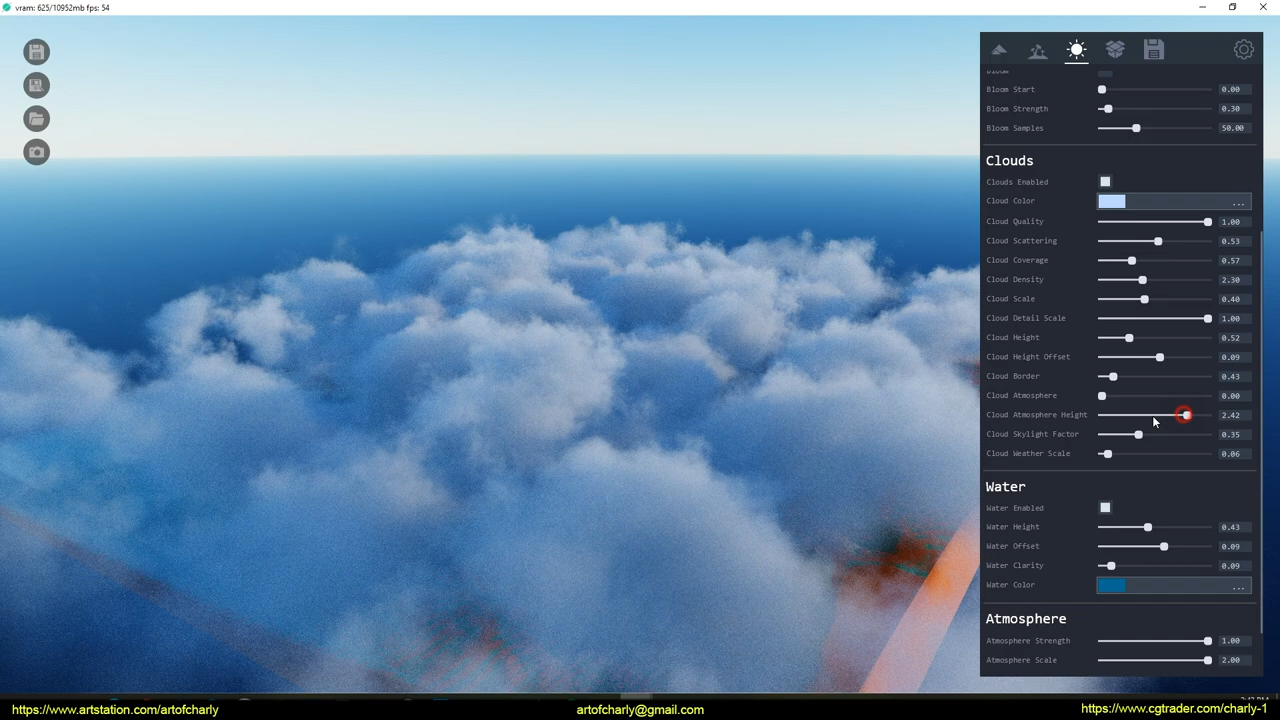 vram: 625/10952mb fps: 54
Bloom
Bloom Start 0.00
Bloom Strength 0.30
Bloom Samples 50.00
Clouds
Clouds Enabled
Cloud Color ...
Cloud Quality 1.00
Cloud Scattering 0.53
Cloud Coverage 0.57
Cloud Density 2.30
Cloud Scale 0.40
Cloud Detail Scale 1.00
Cloud Height 0.52
Cloud Height Offset 0.09
Cloud Border 0.43
Cloud Atmosphere 0.00
Cloud Atmosphere Height 2.42
Cloud Skylight Factor 0.35
Cloud Weather Scale 0.06
Water
Water Enabled
Water Height 0.43
Water Offset 0.09
Water Clarity 0.09
Water Color ...
Atmosphere
Atmosphere Strength 1.00
Atmosphere Scale 2.00
https://www.artstation.com/artofcharly artofcharly@gmail.com https://www.cgtrader.com/charly-1